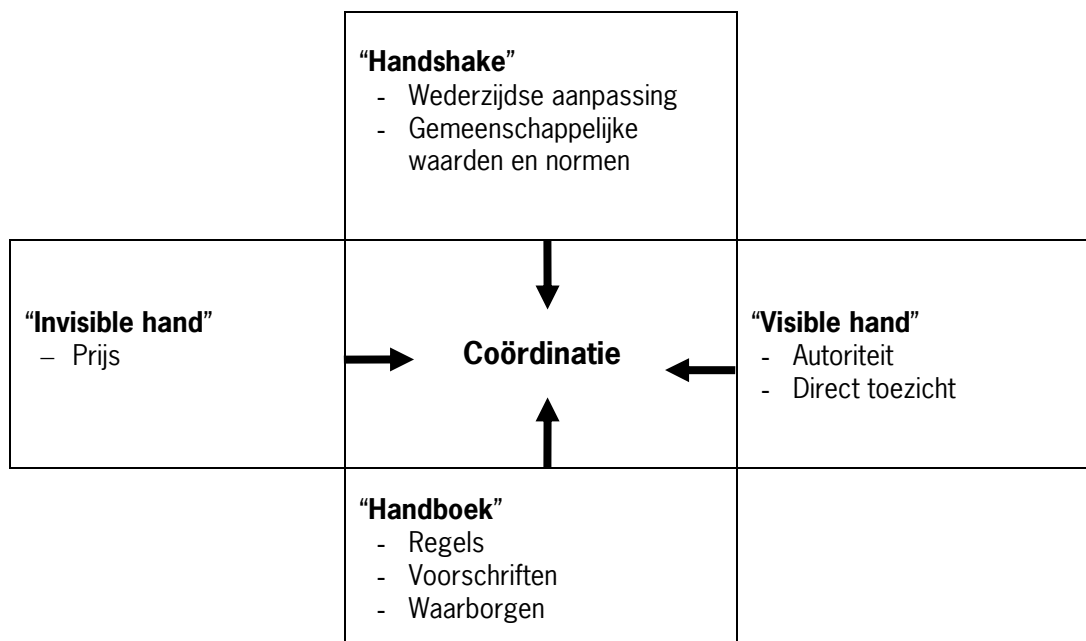 “Handshake”
- Wederzijdse aanpassing
- Gemeenschappelijke
waarden en normen
“Invisible hand”
– Prijs
Coördinatie
“Visible hand”
- Autoriteit
- Direct toezicht
“Handboek”
- Regels
- Voorschriften
- Waarborgen